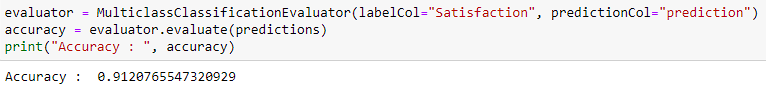 evaluator = MulticlassClassificationEvaluator(labelCol="Satisfaction", predictionCol="prediction")
accuracy = evaluator.evaluate(predictions)
print("Accuracy : ", accuracy)
Accuracy :  0.9120765547320929